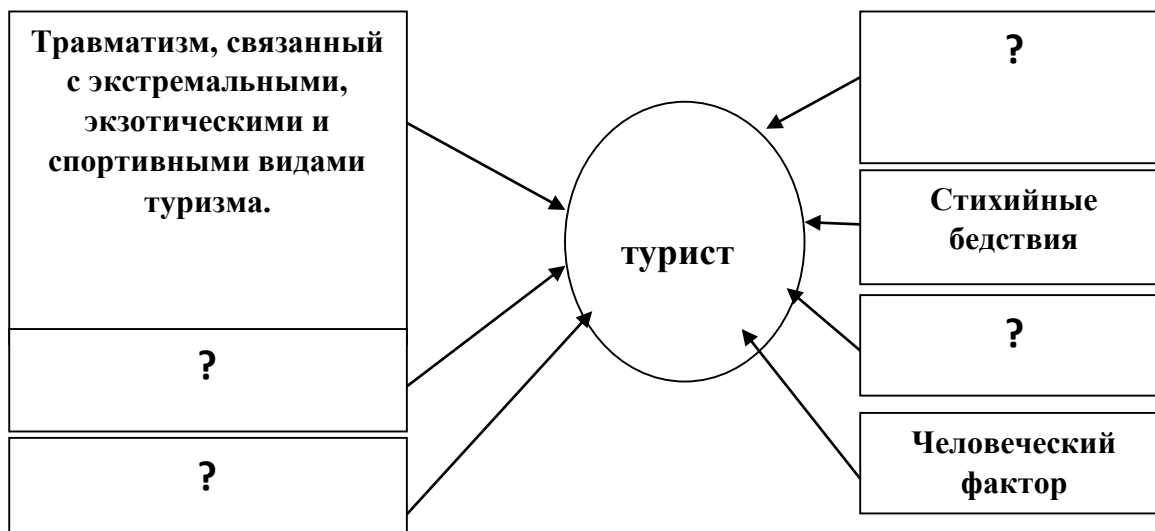 Травматизм, связанный
с экстремальными,
экзотическими и
спортивными видами
туризма.
?
?
турист
?
Стихийные
бедствия
?
Человеческий
фактор